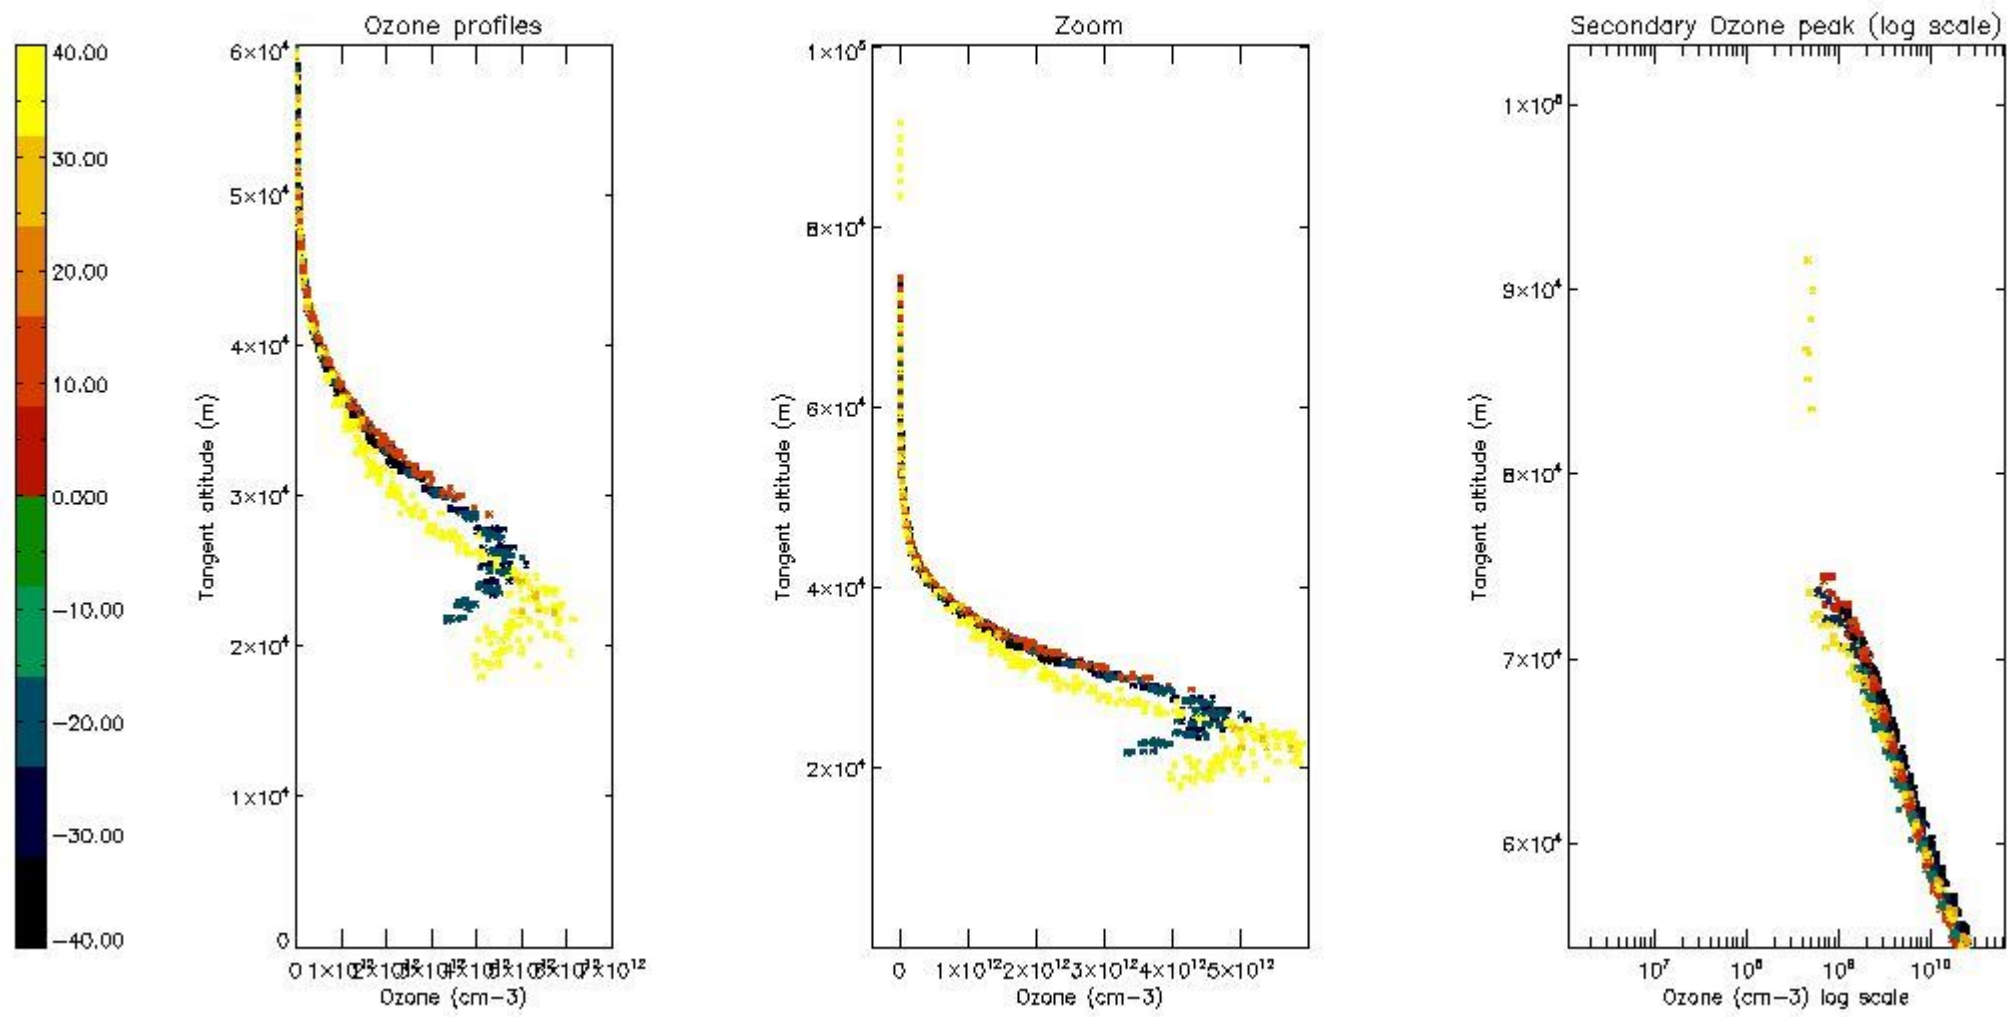 Ozone profiles
Zoom
Secondary Ozone peak (log scale)
40.00
30.00
20.00
10.00
0.000
−10.00
−20.00
−30.00
−40.00
6×10⁴
5×10⁴
4×10⁴
3×10⁴
2×10⁴
1×10⁴
0
Tangent altitude (m)
Ozone (cm−3)
1×10⁵
8×10⁴
6×10⁴
4×10⁴
2×10⁴
Tangent altitude (m)
0 1×10¹² 2×10¹² 3×10¹² 4×10¹² 5×10¹²
Ozone (cm−3)
9×10⁴
8×10⁴
7×10⁴
6×10⁴
Tangent altitude (m)
10⁷ 10⁸ 10⁹ 10¹⁰
Ozone (cm−3) log scale